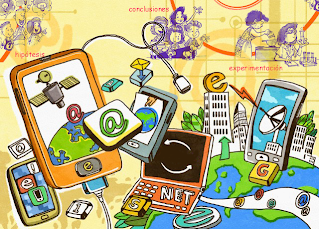 conclusiones
hipótesis
experimentación
@
@
e
e
G
NET
G
G
e